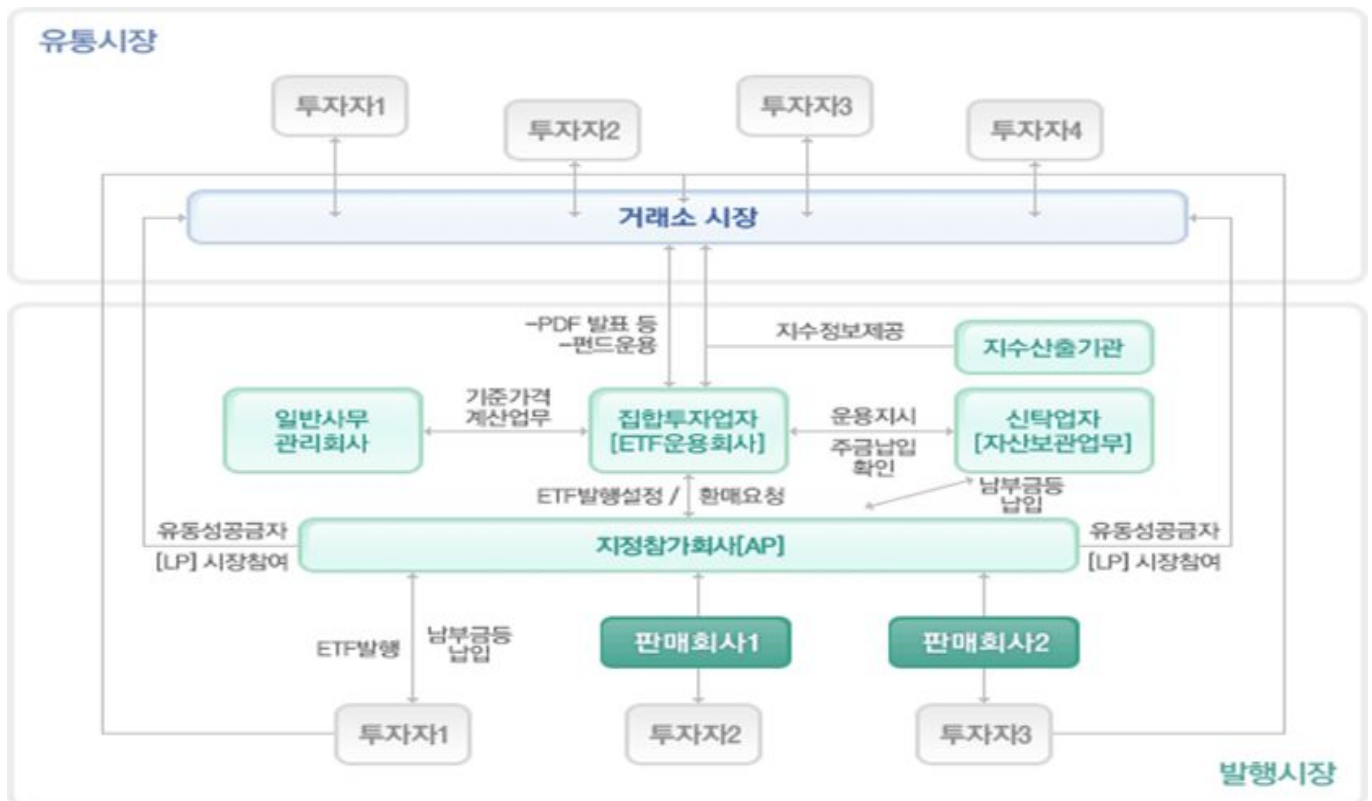 유통시장
투자자1
투자자2
투자자3
투자자4
거래소 시장
-PDF 발표 등
-펀드운용
지수정보제공
지수산출기관
일반사무
관리회사
기준가격
계산업무
집합투자업자
[ETF운용회사]
운용지시
주금납입
확인
신탁업자
[자산보관업무]
ETF발행설정 /
환매요청
남부금등
납입
유동성공급자
[LP] 시장참여
지정참가회사[AP]
유동성공급자
[LP] 시장참여
ETF발행
남부금등
납입
판매회사1
판매회사2
투자자1
투자자2
투자자3
발행시장